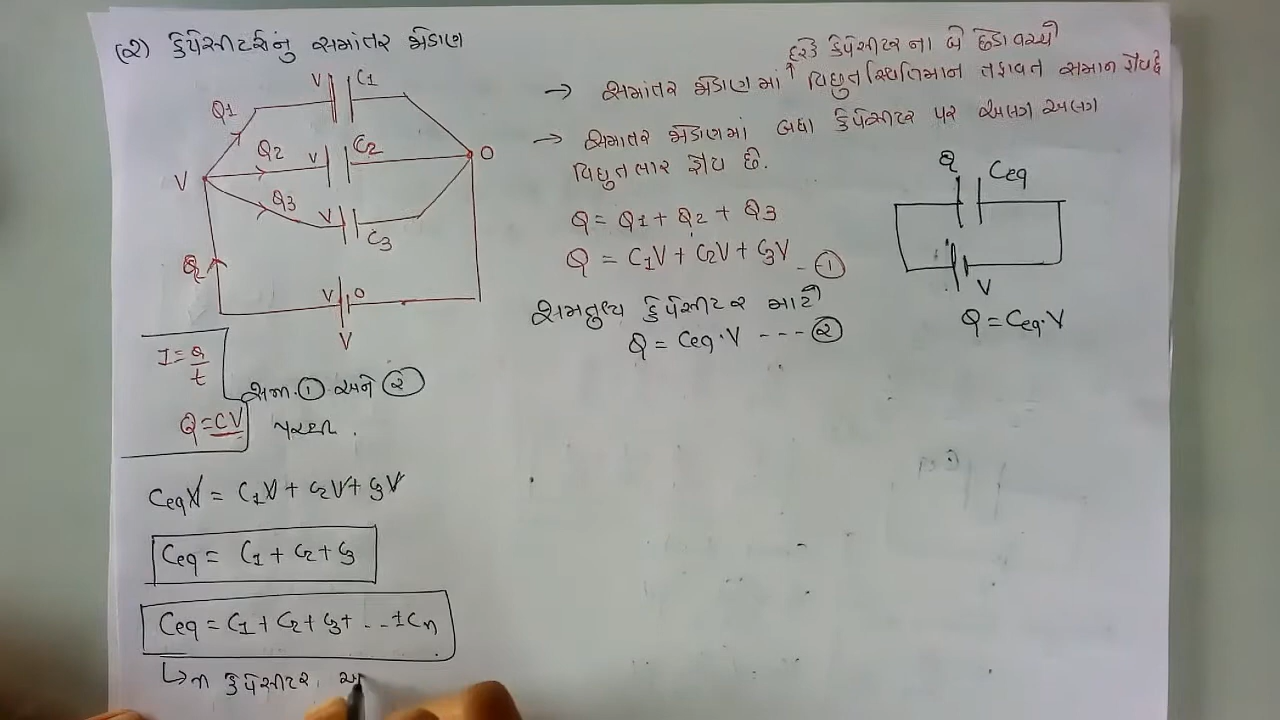 (૨) કેપેસીટરોનું સમાંતર જોડાણ
V C1
Q1
Q2 V C2
V O
Q3 V
C3
Q V O
V
I = Q/t
Q = CV
→ સમાંતર જોડાણમાં દરેક કેપેસીટર ના બે છેડા વચ્ચે વિદ્યુતસ્થિતિમાન તફાવત સમાન હોય છે
→ સમાંતર જોડાણમાં બધા કેપેસીટર પર અલગ અલગ
વિદ્યુતભાર હોય છે.
Q = Q1 + Q2 + Q3
Q = C1V + C2V + C3V - ①
સમતુલ્ય કેપેસીટર માટે
Q = Ceq·V --- ②
Q Ceq
V
Q = Ceq·V
સમી. ① અને ②
પરથી.
CeqV = C1V + C2V + C3V
Ceq = C1 + C2 + C3
Ceq = C1 + C2 + C3 + --- + Cn
↳ n કેપેસીટર